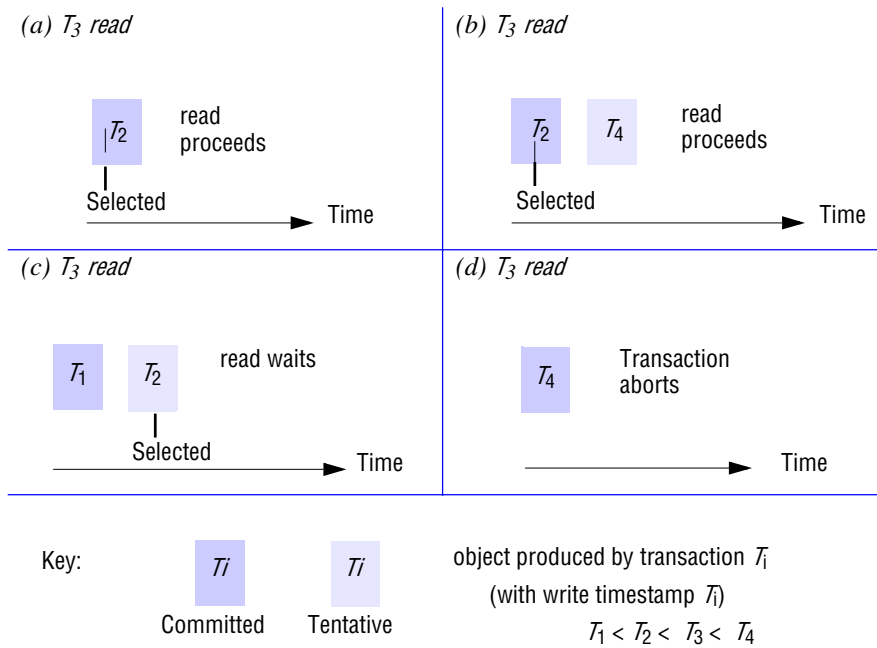 (a) T3 read
T2
read
proceeds
Selected
Time
(b) T3 read
T2
T4
read
proceeds
Selected
Time
(c) T3 read
T1
T2
read waits
Selected
Time
(d) T3 read
T4
Transaction
aborts
Time
Key:
Ti
Committed
Ti
Tentative
object produced by transaction Ti
(with write timestamp Ti)
T1 < T2 < T3 < T4